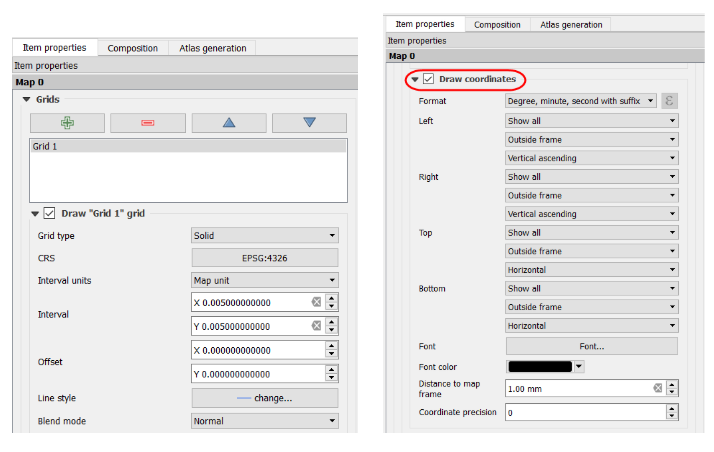 Item properties Composition Atlas generation
Item properties
Map 0
Grids
Grid 1
Draw "Grid 1" grid
Grid type Solid
CRS EPSG:4326
Interval units Map unit
Interval
X 0.005000000000
Y 0.005000000000
Offset
X 0.000000000000
Y 0.000000000000
Line style change...
Blend mode Normal
Item properties Composition Atlas generation
Item properties
Map 0
Draw coordinates
Format Degree, minute, second with suffix ε
Left Show all
Outside frame
Vertical ascending
Right Show all
Outside frame
Vertical ascending
Top Show all
Outside frame
Horizontal
Bottom Show all
Outside frame
Horizontal
Font Font...
Font color
Distance to map
frame
1.00 mm
Coordinate precision 0